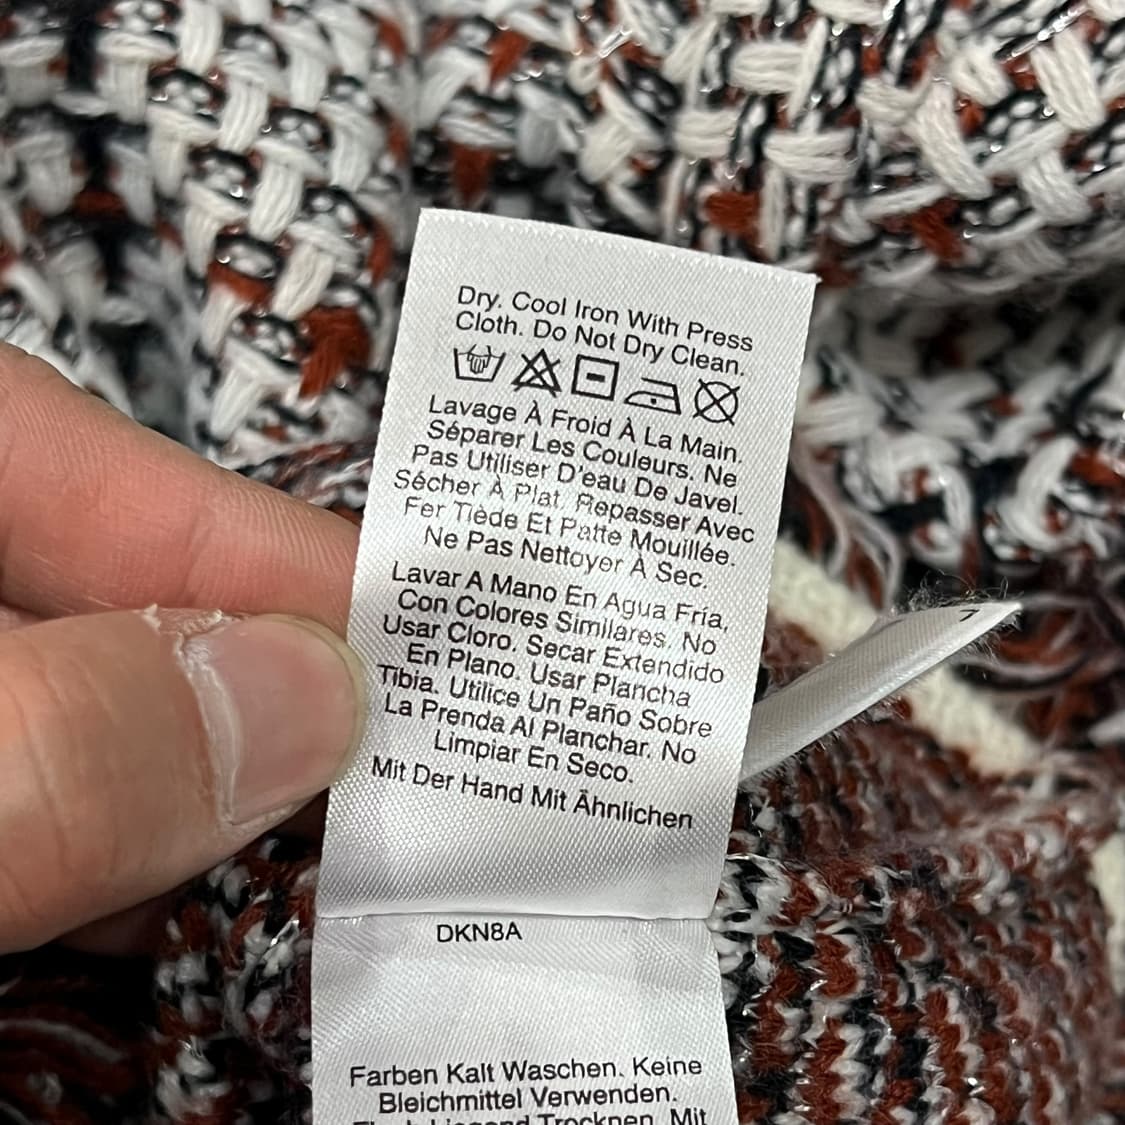 Dry. Cool Iron With Press
Cloth. Do Not Dry Clean.
Lavage À Froid À La Main.
Séparer Les Couleurs. Ne
Pas Utiliser D'eau De Javel.
Sécher À Plat. Repasser Avec
Fer Tiède Et Patte Mouillée.
Ne Pas Nettoyer À Sec.
Lavar A Mano En Agua Fría,
Con Colores Similares. No
Usar Cloro. Secar Extendido
En Plano. Usar Plancha
Tibia. Utilice Un Paño Sobre
La Prenda Al Planchar. No
Limpiar En Seco.
Mit Der Hand Mit Ähnlichen
DKN8A
Farben Kalt Waschen. Keine
Bleichmittel Verwenden.
Trocknen. Mit